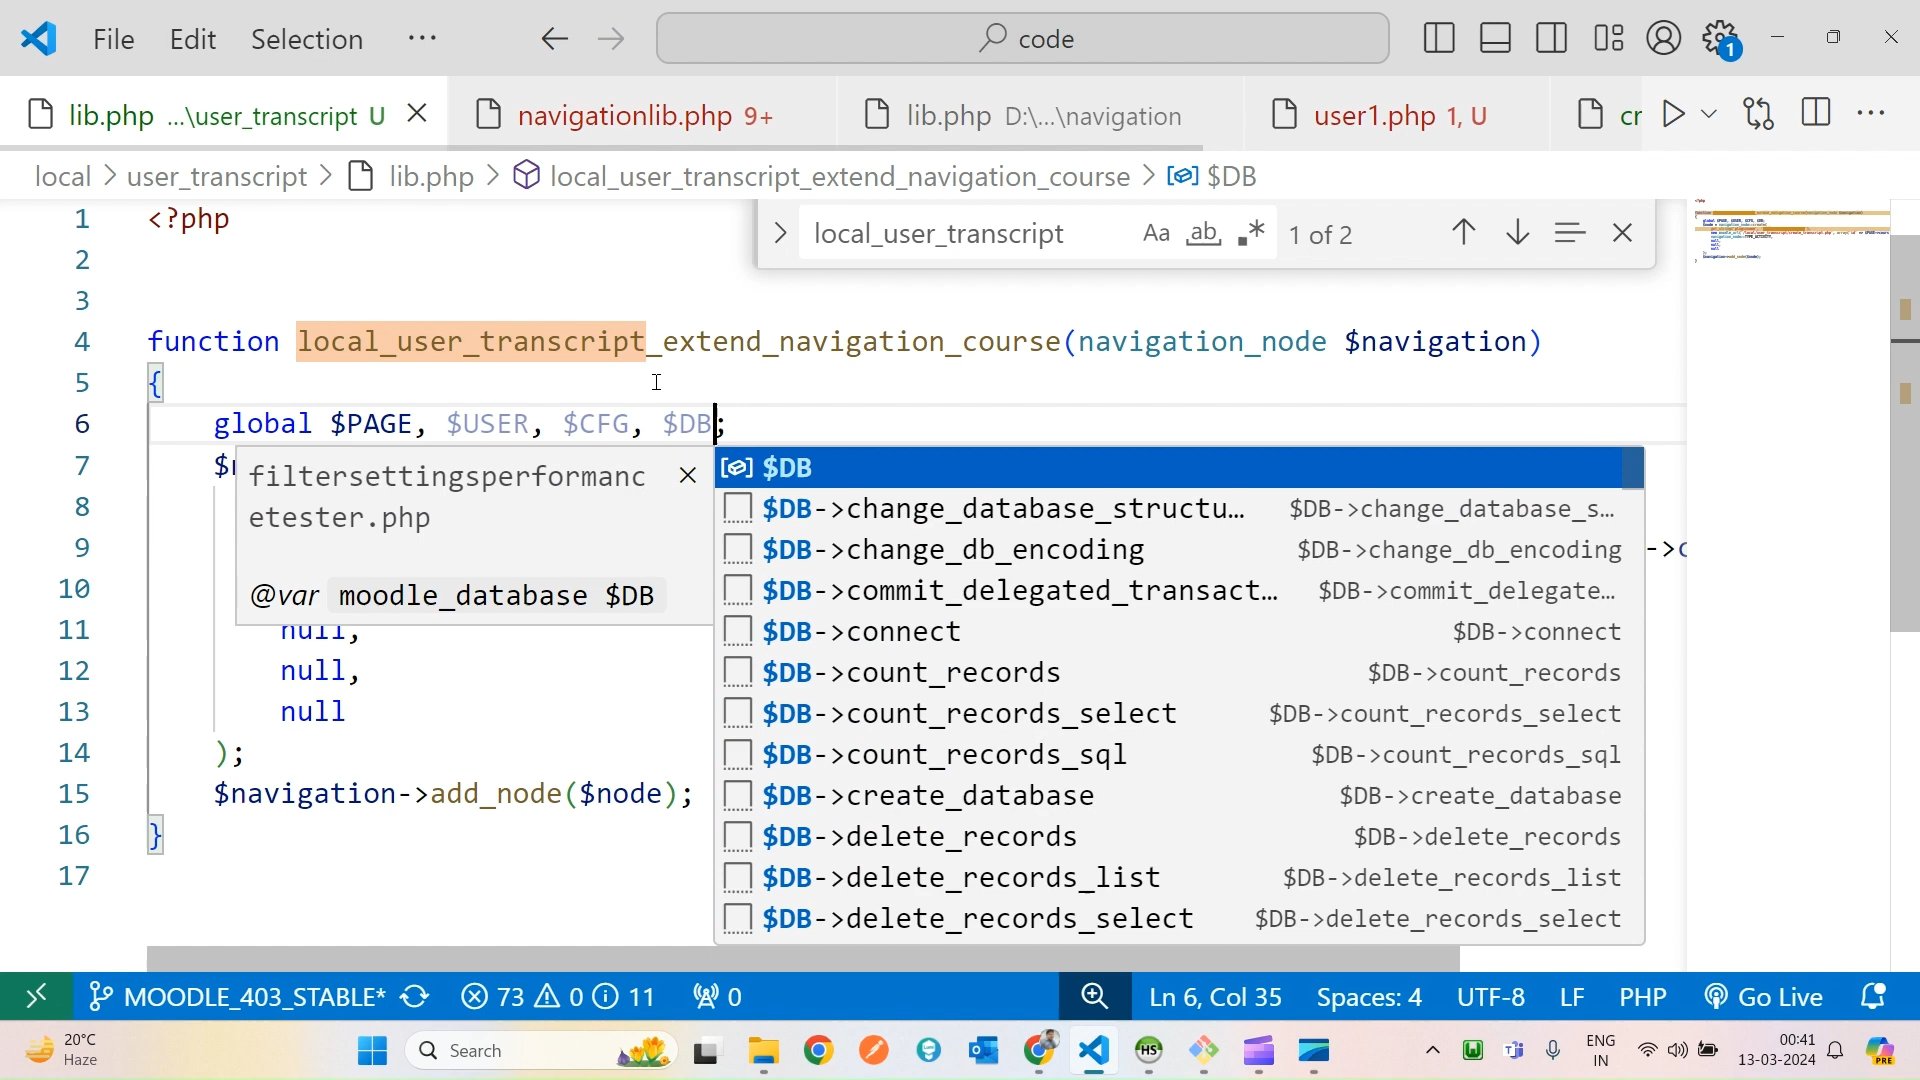 File Edit Selection ··· code 1
lib.php ...\user_transcript U navigationlib.php 9+ lib.php D:\...\navigation user1.php 1, U cr
local > user_transcript > lib.php > local_user_transcript_extend_navigation_course > $DB
local_user_transcript Aa ab 1 of 2
1 <?php
2
3
4 function local_user_transcript_extend_navigation_course(navigation_node $navigation)
5 {
6 global $PAGE, $USER, $CFG, $DB;
7
8
9 ->c
10
11 null,
12 null,
13 null
14 );
15 $navigation->add_node($node);
16 }
17
filtersettingsperformanc
etester.php
@var moodle_database $DB
$DB
$DB->change_database_structu… $DB->change_database_s…
$DB->change_db_encoding $DB->change_db_encoding
$DB->commit_delegated_transact… $DB->commit_delegate…
$DB->connect $DB->connect
$DB->count_records $DB->count_records
$DB->count_records_select $DB->count_records_select
$DB->count_records_sql $DB->count_records_sql
$DB->create_database $DB->create_database
$DB->delete_records $DB->delete_records
$DB->delete_records_list $DB->delete_records_list
$DB->delete_records_select $DB->delete_records_select
MOODLE_403_STABLE* 73 0 11 0 Ln 6, Col 35 Spaces: 4 UTF-8 LF PHP Go Live
20°C
Haze
Search
HS
ENG
IN
00:41
13-03-2024
PRE